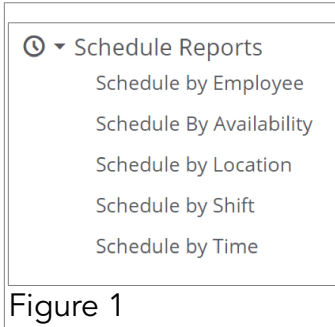 Schedule Reports
Schedule by Employee
Schedule By Availability
Schedule by Location
Schedule by Shift
Schedule by Time
Figure 1